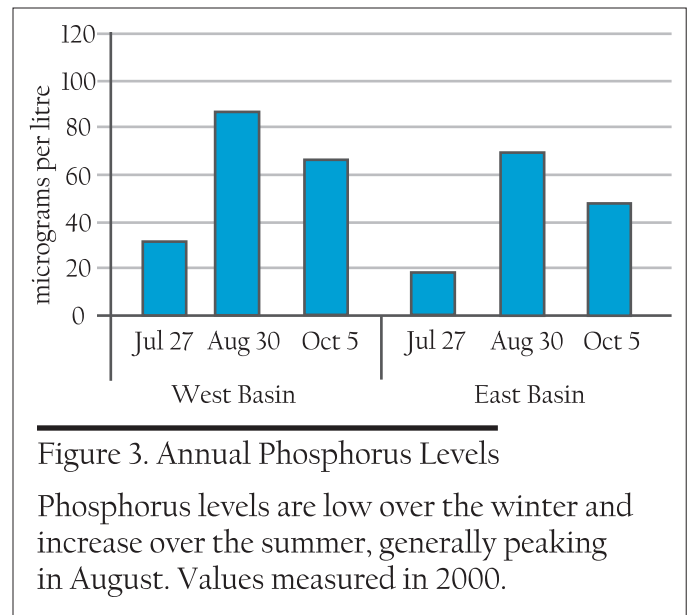 120
100
80
60
40
20
0
micrograms per litre
Jul 27 Aug 30 Oct 5 Jul 27 Aug 30 Oct 5
West Basin East Basin
Figure 3. Annual Phosphorus Levels
Phosphorus levels are low over the winter and
increase over the summer, generally peaking
in August. Values measured in 2000.